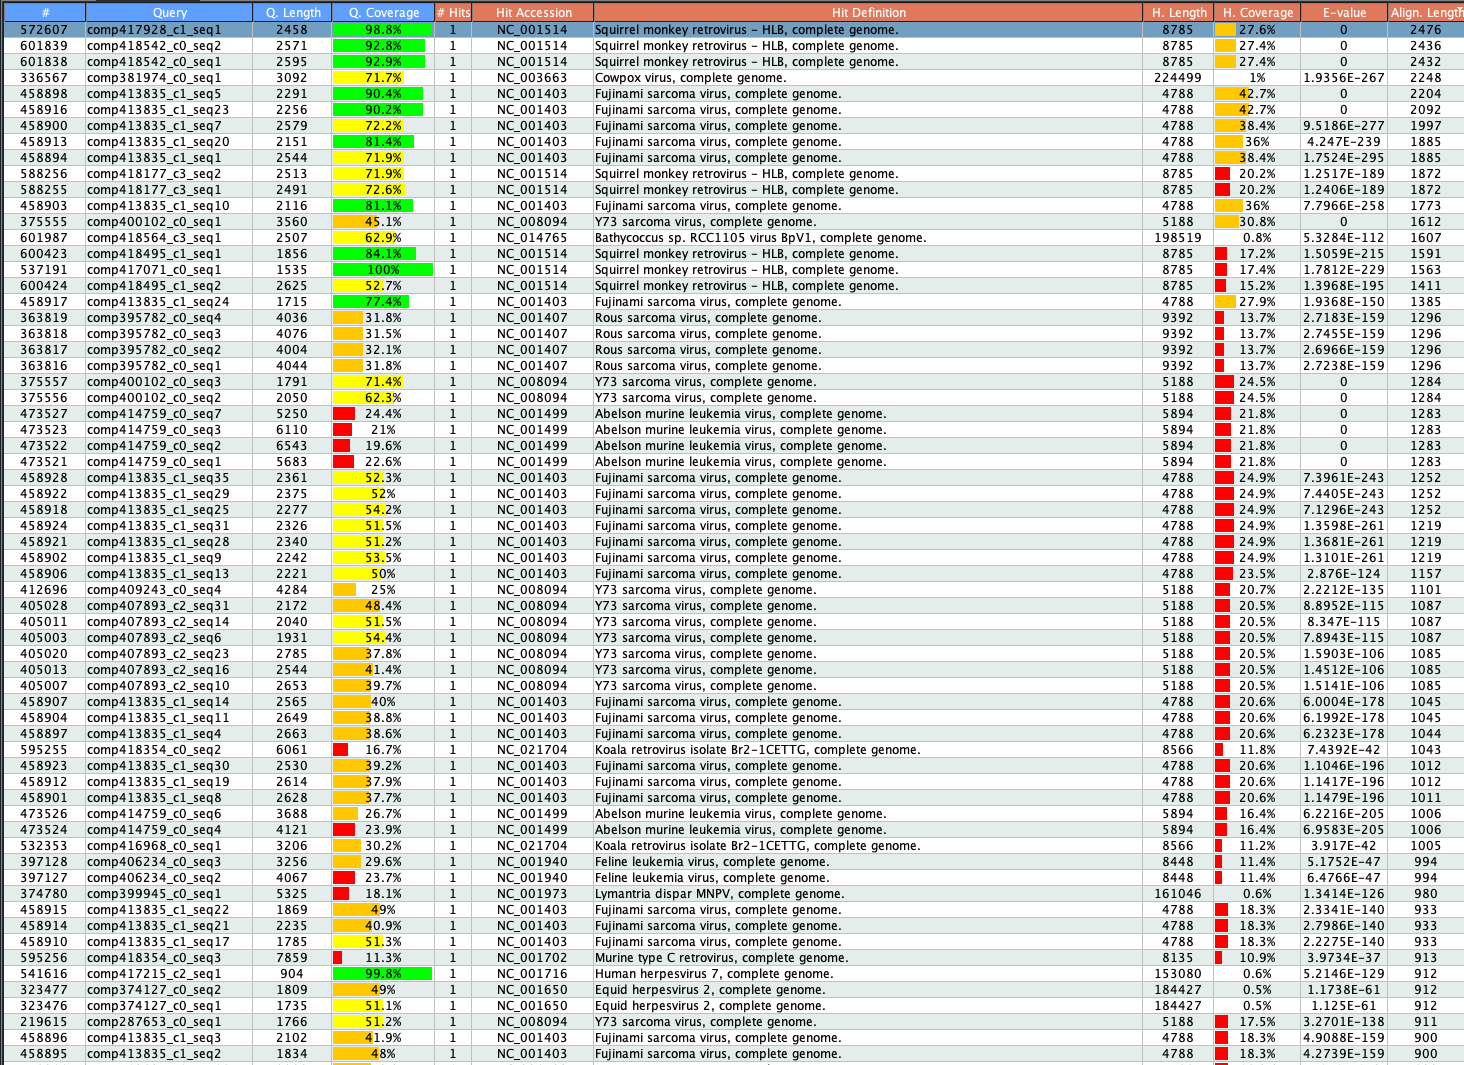 # Query Q. Length Q. Coverage # Hits Hit Accession Hit Definition H. Length H. Coverage E-value Align. Length
572607 comp417928_c1_seq1 2458 98.8% 1 NC_001514 Squirrel monkey retrovirus - HLB, complete genome. 8785 27.6% 0 2476
601839 comp418542_c0_seq2 2571 92.8% 1 NC_001514 Squirrel monkey retrovirus - HLB, complete genome. 8785 27.4% 0 2436
601838 comp418542_c0_seq1 2595 92.9% 1 NC_001514 Squirrel monkey retrovirus - HLB, complete genome. 8785 27.4% 0 2432
336567 comp381974_c0_seq1 3092 71.7% 1 NC_003663 Cowpox virus, complete genome. 224499 1% 1.9356E-267 2248
458898 comp413835_c1_seq5 2291 90.4% 1 NC_001403 Fujinami sarcoma virus, complete genome. 4788 42.7% 0 2204
458916 comp413835_c1_seq23 2256 90.2% 1 NC_001403 Fujinami sarcoma virus, complete genome. 4788 42.7% 0 2092
458900 comp413835_c1_seq7 2579 72.2% 1 NC_001403 Fujinami sarcoma virus, complete genome. 4788 38.4% 9.5186E-277 1997
458913 comp413835_c1_seq20 2151 81.4% 1 NC_001403 Fujinami sarcoma virus, complete genome. 4788 36% 4.247E-239 1885
458894 comp413835_c1_seq1 2544 71.9% 1 NC_001403 Fujinami sarcoma virus, complete genome. 4788 38.4% 1.7524E-295 1885
588256 comp418177_c3_seq2 2513 71.9% 1 NC_001514 Squirrel monkey retrovirus - HLB, complete genome. 8785 20.2% 1.2517E-189 1872
588255 comp418177_c3_seq1 2491 72.6% 1 NC_001514 Squirrel monkey retrovirus - HLB, complete genome. 8785 20.2% 1.2406E-189 1872
458903 comp413835_c1_seq10 2116 81.1% 1 NC_001403 Fujinami sarcoma virus, complete genome. 4788 36% 7.7966E-258 1773
375555 comp400102_c0_seq1 3560 45.1% 1 NC_008094 Y73 sarcoma virus, complete genome. 5188 30.8% 0 1612
601987 comp418564_c3_seq1 2507 62.9% 1 NC_014765 Bathycoccus sp. RCC1105 virus BpV1, complete genome. 198519 0.8% 5.3284E-112 1607
600423 comp418495_c1_seq1 1856 84.1% 1 NC_001514 Squirrel monkey retrovirus - HLB, complete genome. 8785 17.2% 1.5059E-215 1591
537191 comp417071_c0_seq1 1535 100% 1 NC_001514 Squirrel monkey retrovirus - HLB, complete genome. 8785 17.4% 1.7812E-229 1563
600424 comp418495_c1_seq2 2625 52.7% 1 NC_001514 Squirrel monkey retrovirus - HLB, complete genome. 8785 15.2% 1.3968E-195 1411
458917 comp413835_c1_seq24 1715 77.4% 1 NC_001403 Fujinami sarcoma virus, complete genome. 4788 27.9% 1.9368E-150 1385
363819 comp395782_c0_seq4 4036 31.8% 1 NC_001407 Rous sarcoma virus, complete genome. 9392 13.7% 2.7183E-159 1296
363818 comp395782_c0_seq3 4076 31.5% 1 NC_001407 Rous sarcoma virus, complete genome. 9392 13.7% 2.7455E-159 1296
363817 comp395782_c0_seq2 4004 32.1% 1 NC_001407 Rous sarcoma virus, complete genome. 9392 13.7% 2.6966E-159 1296
363816 comp395782_c0_seq1 4044 31.8% 1 NC_001407 Rous sarcoma virus, complete genome. 9392 13.7% 2.7238E-159 1296
375557 comp400102_c0_seq3 1791 71.4% 1 NC_008094 Y73 sarcoma virus, complete genome. 5188 24.5% 0 1284
375556 comp400102_c0_seq2 2050 62.3% 1 NC_008094 Y73 sarcoma virus, complete genome. 5188 24.5% 0 1284
473527 comp414759_c0_seq7 5250 24.4% 1 NC_001499 Abelson murine leukemia virus, complete genome. 5894 21.8% 0 1283
473523 comp414759_c0_seq3 6110 21% 1 NC_001499 Abelson murine leukemia virus, complete genome. 5894 21.8% 0 1283
473522 comp414759_c0_seq2 6543 19.6% 1 NC_001499 Abelson murine leukemia virus, complete genome. 5894 21.8% 0 1283
473521 comp414759_c0_seq1 5683 22.6% 1 NC_001499 Abelson murine leukemia virus, complete genome. 5894 21.8% 0 1283
458928 comp413835_c1_seq35 2361 52.3% 1 NC_001403 Fujinami sarcoma virus, complete genome. 4788 24.9% 7.3961E-243 1252
458922 comp413835_c1_seq29 2375 52% 1 NC_001403 Fujinami sarcoma virus, complete genome. 4788 24.9% 7.4405E-243 1252
458918 comp413835_c1_seq25 2277 54.2% 1 NC_001403 Fujinami sarcoma virus, complete genome. 4788 24.9% 7.1296E-243 1252
458924 comp413835_c1_seq31 2326 51.5% 1 NC_001403 Fujinami sarcoma virus, complete genome. 4788 24.9% 1.3598E-261 1219
458921 comp413835_c1_seq28 2340 51.2% 1 NC_001403 Fujinami sarcoma virus, complete genome. 4788 24.9% 1.3681E-261 1219
458902 comp413835_c1_seq9 2242 53.5% 1 NC_001403 Fujinami sarcoma virus, complete genome. 4788 24.9% 1.3101E-261 1219
458906 comp413835_c1_seq13 2221 50% 1 NC_001403 Fujinami sarcoma virus, complete genome. 4788 23.5% 2.876E-124 1157
412696 comp409243_c0_seq4 4284 25% 1 NC_008094 Y73 sarcoma virus, complete genome. 5188 20.7% 2.2212E-135 1101
405028 comp407893_c2_seq31 2172 48.4% 1 NC_008094 Y73 sarcoma virus, complete genome. 5188 20.5% 8.8952E-115 1087
405011 comp407893_c2_seq14 2040 51.5% 1 NC_008094 Y73 sarcoma virus, complete genome. 5188 20.5% 8.347E-115 1087
405003 comp407893_c2_seq6 1931 54.4% 1 NC_008094 Y73 sarcoma virus, complete genome. 5188 20.5% 7.8943E-115 1087
405020 comp407893_c2_seq23 2785 37.8% 1 NC_008094 Y73 sarcoma virus, complete genome. 5188 20.5% 1.5903E-106 1085
405013 comp407893_c2_seq16 2544 41.4% 1 NC_008094 Y73 sarcoma virus, complete genome. 5188 20.5% 1.4512E-106 1085
405007 comp407893_c2_seq10 2653 39.7% 1 NC_008094 Y73 sarcoma virus, complete genome. 5188 20.5% 1.5141E-106 1085
458907 comp413835_c1_seq14 2565 40% 1 NC_001403 Fujinami sarcoma virus, complete genome. 4788 20.6% 6.0004E-178 1045
458904 comp413835_c1_seq11 2649 38.8% 1 NC_001403 Fujinami sarcoma virus, complete genome. 4788 20.6% 6.1992E-178 1045
458897 comp413835_c1_seq4 2663 38.6% 1 NC_001403 Fujinami sarcoma virus, complete genome. 4788 20.6% 6.2323E-178 1044
595255 comp418354_c0_seq2 6061 16.7% 1 NC_021704 Koala retrovirus isolate Br2-1CETTG, complete genome. 8566 11.8% 7.4392E-42 1043
458923 comp413835_c1_seq30 2530 39.2% 1 NC_001403 Fujinami sarcoma virus, complete genome. 4788 20.6% 1.1046E-196 1012
458912 comp413835_c1_seq19 2614 37.9% 1 NC_001403 Fujinami sarcoma virus, complete genome. 4788 20.6% 1.1417E-196 1012
458901 comp413835_c1_seq8 2628 37.7% 1 NC_001403 Fujinami sarcoma virus, complete genome. 4788 20.6% 1.1479E-196 1011
473526 comp414759_c0_seq6 3688 26.7% 1 NC_001499 Abelson murine leukemia virus, complete genome. 5894 16.4% 6.2216E-205 1006
473524 comp414759_c0_seq4 4121 23.9% 1 NC_001499 Abelson murine leukemia virus, complete genome. 5894 16.4% 6.9583E-205 1006
532353 comp416968_c0_seq1 3206 30.2% 1 NC_021704 Koala retrovirus isolate Br2-1CETTG, complete genome. 8566 11.2% 3.917E-42 1005
397128 comp406234_c0_seq3 3256 29.6% 1 NC_001940 Feline leukemia virus, complete genome. 8448 11.4% 5.1752E-47 994
397127 comp406234_c0_seq2 4067 23.7% 1 NC_001940 Feline leukemia virus, complete genome. 8448 11.4% 6.4766E-47 994
374780 comp399945_c0_seq1 5325 18.1% 1 NC_001973 Lymantria dispar MNPV, complete genome. 161046 0.6% 1.3414E-126 980
458915 comp413835_c1_seq22 1869 49% 1 NC_001403 Fujinami sarcoma virus, complete genome. 4788 18.3% 2.3341E-140 933
458914 comp413835_c1_seq21 2235 40.9% 1 NC_001403 Fujinami sarcoma virus, complete genome. 4788 18.3% 2.7986E-140 933
458910 comp413835_c1_seq17 1785 51.3% 1 NC_001403 Fujinami sarcoma virus, complete genome. 4788 18.3% 2.2275E-140 933
595256 comp418354_c0_seq3 7859 11.3% 1 NC_001702 Murine type C retrovirus, complete genome. 8135 10.9% 3.9734E-37 913
541616 comp417215_c2_seq1 904 99.8% 1 NC_001716 Human herpesvirus 7, complete genome. 153080 0.6% 5.2146E-129 912
323477 comp374127_c0_seq2 1809 49% 1 NC_001650 Equid herpesvirus 2, complete genome. 184427 0.5% 1.1738E-61 912
323476 comp374127_c0_seq1 1735 51.1% 1 NC_001650 Equid herpesvirus 2, complete genome. 184427 0.5% 1.125E-61 912
219615 comp287653_c0_seq1 1766 51.2% 1 NC_008094 Y73 sarcoma virus, complete genome. 5188 17.5% 3.2701E-138 911
458896 comp413835_c1_seq3 2102 41.9% 1 NC_001403 Fujinami sarcoma virus, complete genome. 4788 18.3% 4.9088E-159 900
458895 comp413835_c1_seq2 1834 48% 1 NC_001403 Fujinami sarcoma virus, complete genome. 4788 18.3% 4.2739E-159 900